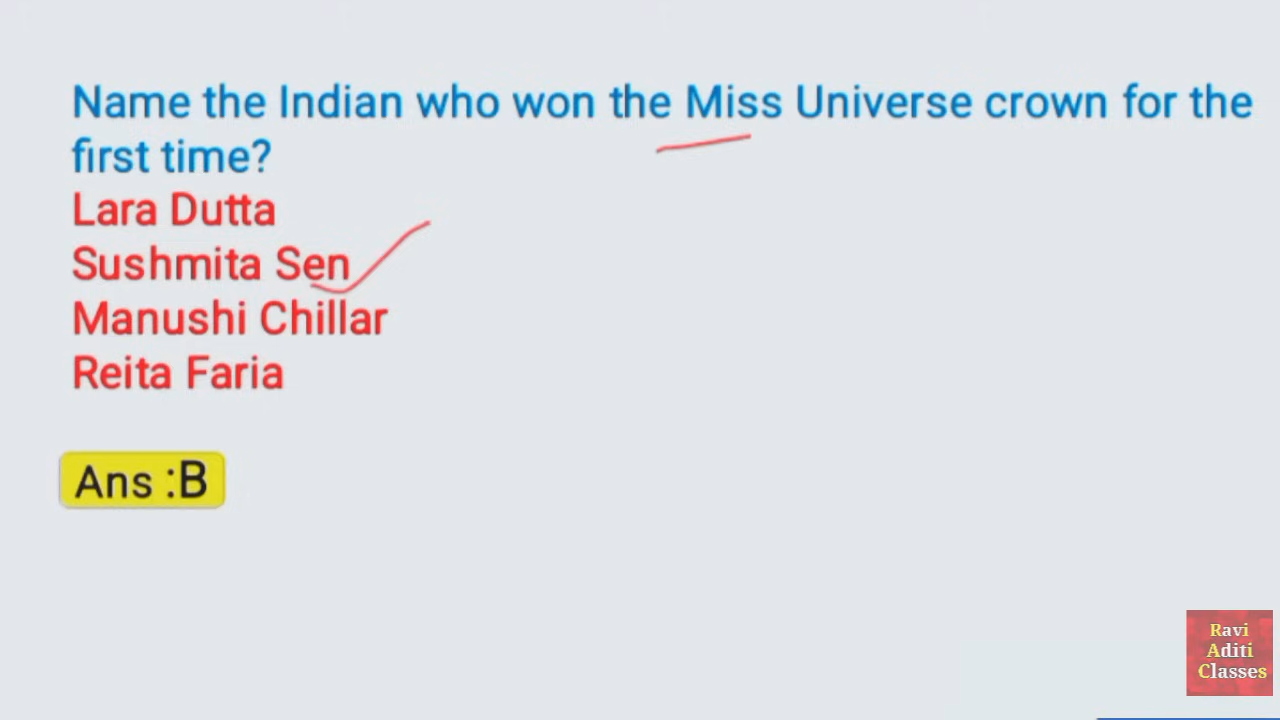 Name the Indian who won the Miss Universe crown for the
first time?
Lara Dutta
Sushmita Sen
Manushi Chillar
Reita Faria
Ans :B
Ravi
Aditi
Classes